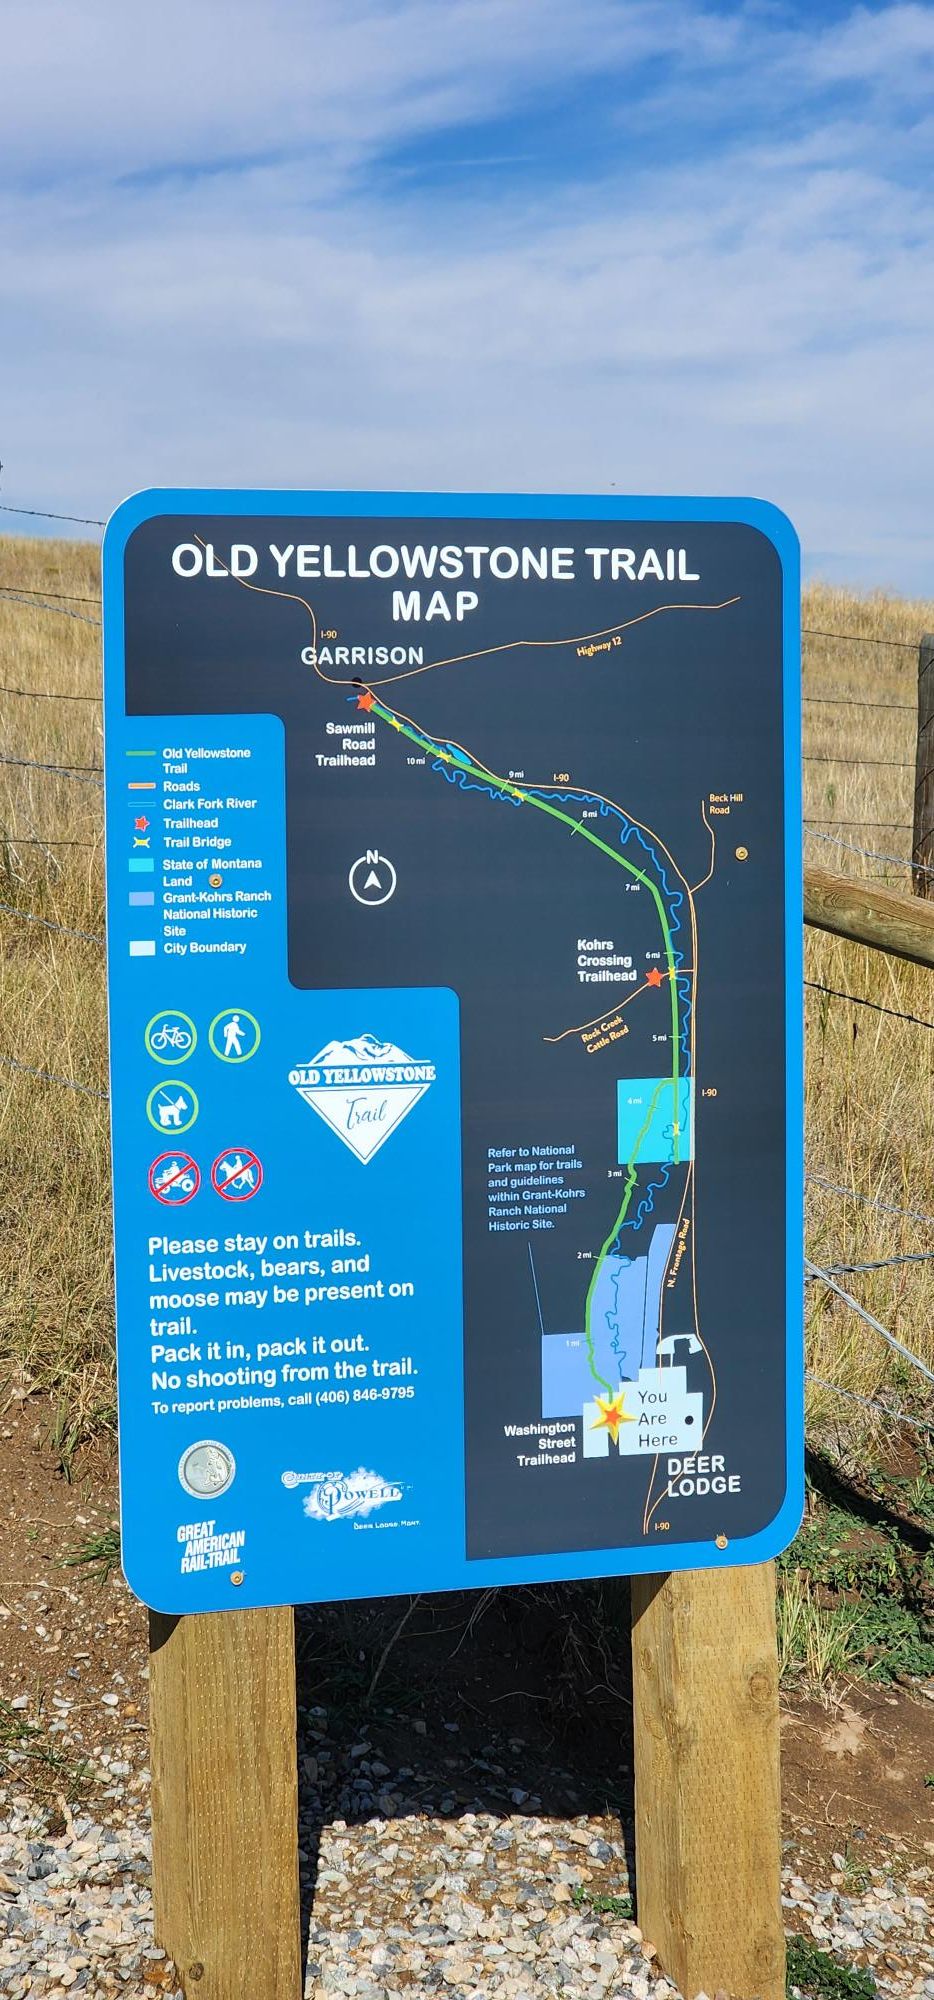 OLD YELLOWSTONE TRAIL
MAP
I-90
GARRISON
Highway 12
Sawmill
Road
Trailhead
10 mi
9 mi
I-90
8 mi
Beck Hill
Road
7 mi
N
Kohrs
Crossing
Trailhead
6 mi
Rock Creek
Cattle Road
5 mi
I-90
4 mi
3 mi
Refer to National
Park map for trails
and guidelines
within Grant-Kohrs
Ranch National
Historic Site.
2 mi
N. Frontage Road
1 mi
You
Are
Here
Washington
Street
Trailhead
DEER
LODGE
I-90
Old Yellowstone
Trail
Roads
Clark Fork River
Trailhead
Trail Bridge
State of Montana
Land
Grant-Kohrs Ranch
National Historic
Site
City Boundary
OLD YELLOWSTONE
Trail
Please stay on trails.
Livestock, bears, and
moose may be present on
trail.
Pack it in, pack it out.
No shooting from the trail.
To report problems, call (406) 846-9795
POWELL
DEER LODGE, MONT.
GREAT
AMERICAN
RAIL-TRAIL